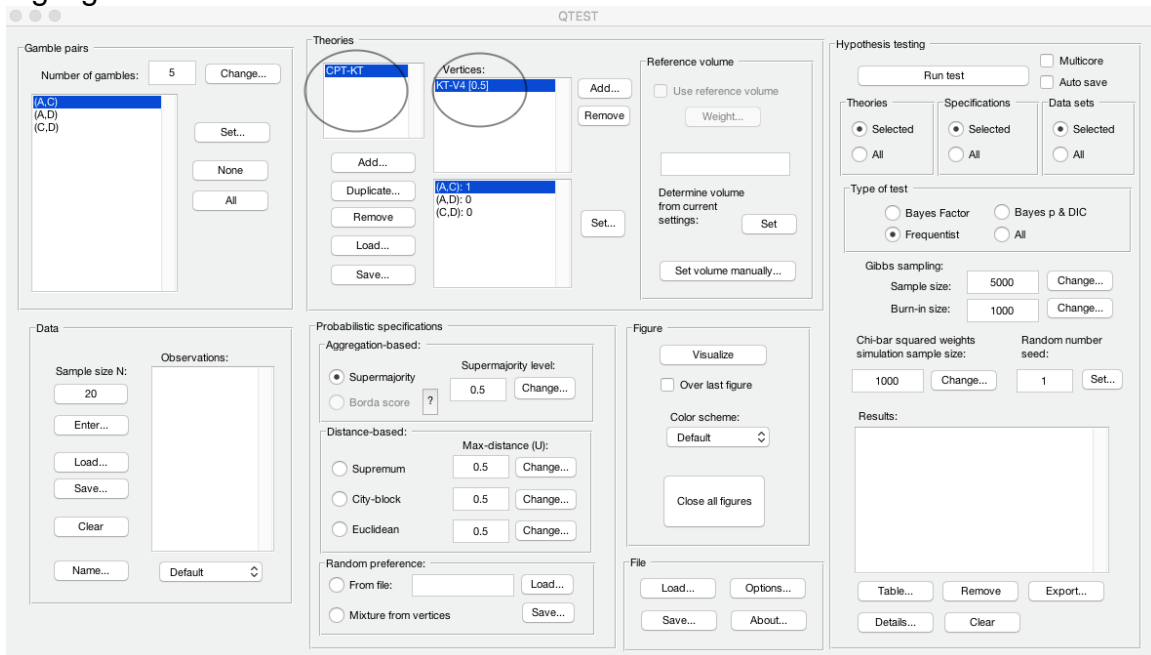 QTEST
Gamble pairs
Number of gambles: 5 Change...
(A,C)
(A,D)
(C,D)
Set...
None
All
Theories
CPT-KT
Vertices:
KT-V4 [0.5]
Add...
Remove
Add...
Duplicate...
Remove
Load...
Save...
(A,C): 1
(A,D): 0
(C,D): 0
Set...
Reference volume
Use reference volume
Weight...
Determine volume
from current
settings: Set
Set volume manually...
Hypothesis testing
Run test
Multicore
Auto save
Theories
Selected
All
Specifications
Selected
All
Data sets
Selected
All
Type of test
Bayes Factor Bayes p & DIC
Frequentist All
Gibbs sampling:
Sample size: 5000 Change...
Burn-in size: 1000 Change...
Chi-bar squared weights
simulation sample size:
1000 Change...
Random number
seed:
1 Set...
Results:
Table... Remove Export...
Details... Clear
Data
Sample size N:
20
Enter...
Load...
Save...
Clear
Name...
Observations:
Default
Probabilistic specifications
Aggregation-based:
Supermajority level:
Supermajority 0.5 Change...
Borda score ?
Distance-based:
Max-distance (U):
Supremum 0.5 Change...
City-block 0.5 Change...
Euclidean 0.5 Change...
Random preference:
From file: Load...
Mixture from vertices Save...
Figure
Visualize
Over last figure
Color scheme:
Default
Close all figures
File
Load... Options...
Save... About...